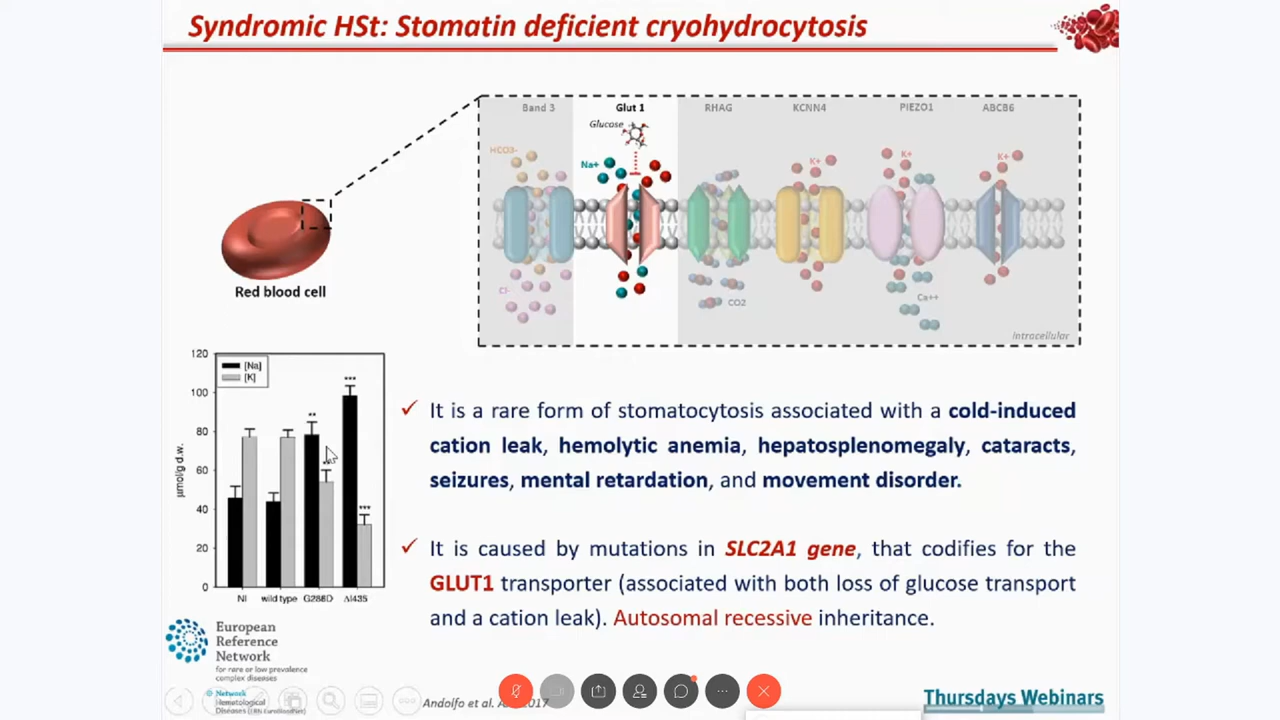 Syndromic HSt: Stomatin deficient cryohydrocytosis
Band 3
Glut 1
RHAG
KCNN4
PIEZO1
ABCB6
Glucose
HCO3-
Na+
K+
K+
K+
Cl-
CO2
Ca++
Intracellular
Red blood cell
120
100
80
60
40
20
0
µmol/g d.w.
[Na]
[K]
**
***
**
***
NI
wild type
G286D
ΔI435
It is a rare form of stomatocytosis associated with a cold-induced
cation leak, hemolytic anemia, hepatosplenomegaly, cataracts,
seizures, mental retardation, and movement disorder.
It is caused by mutations in SLC2A1 gene, that codifies for the
GLUT1 transporter (associated with both loss of glucose transport
and a cation leak). Autosomal recessive inheritance.
European
Reference
Network
for rare or low prevalence
complex diseases
Network
Hematological
Diseases
Andolfo et al.
2017
Thursdays Webinars